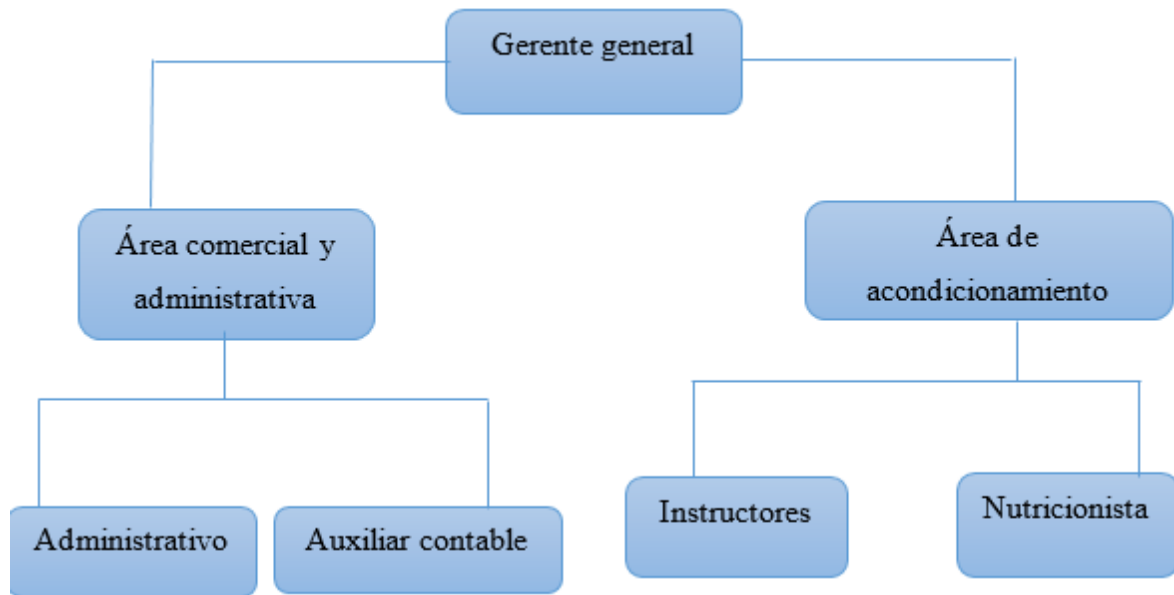 Gerente general
Área comercial y
administrativa
Área de
acondicionamiento
Administrativo
Auxiliar contable
Instructores
Nutricionista